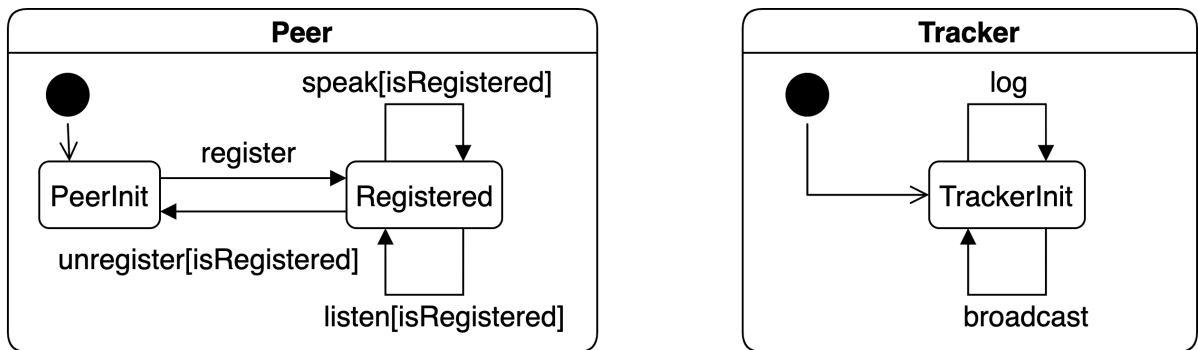 Peer
speak[isRegistered]
register
PeerInit
Registered
unregister[isRegistered]
listen[isRegistered]
Tracker
log
TrackerInit
broadcast